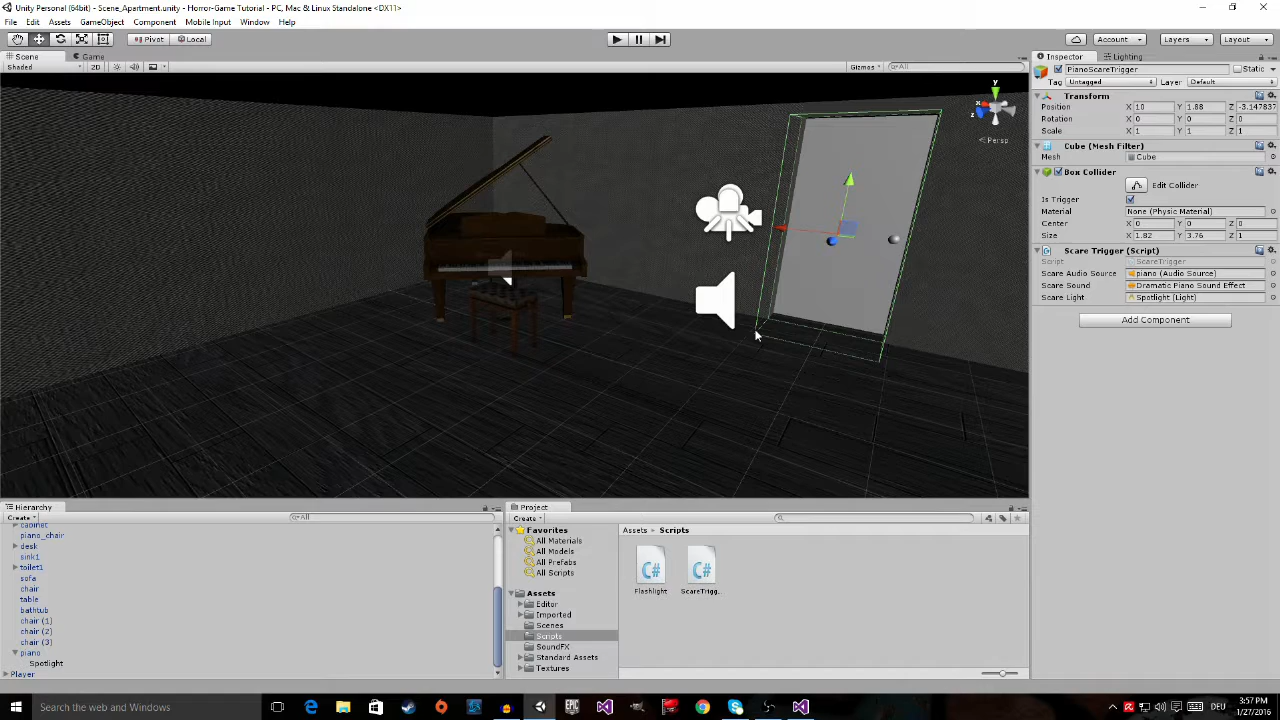 Unity Personal (64bit) - Scene_Apartment.unity - Horror-Game Tutorial - PC, Mac & Linux Standalone <DX11>
File Edit Assets GameObject Component Mobile Input Window Help
Pivot Local Account Layers Layout
Scene Game
Shaded 2D Gizmos All
y
x
z
Persp
Inspector Lighting
PianoScareTrigger Static
Tag Untagged Layer Default
Transform
Position X 10 Y 1.88 Z -3.147837
Rotation X 0 Y 0 Z 0
Scale X 1 Y 1 Z 1
Cube (Mesh Filter)
Mesh Cube
Box Collider
Edit Collider
Is Trigger
Material None (Physic Material)
Center X 0 Y 0 Z 0
Size X 1.82 Y 3.76 Z 1
Scare Trigger (Script)
Script ScareTrigger
Scare Audio Source piano (Audio Source)
Scare Sound Dramatic Piano Sound Effect
Scare Light Spotlight (Light)
Add Component
Hierarchy
Create All
cabinet
piano_chair
desk
sink1
toilet1
sofa
chair
table
bathtub
chair (1)
chair (2)
chair (3)
piano
Spotlight
Player
Project
Create
Favorites
All Materials
All Models
All Prefabs
All Scripts
Assets
Editor
Imported
Scenes
Scripts
SoundFX
Standard Assets
Textures
Assets Scripts
C# C#
Flashlight ScareTrigg...
Search the web and Windows
EPIC
DEU
3:57 PM
1/27/2016